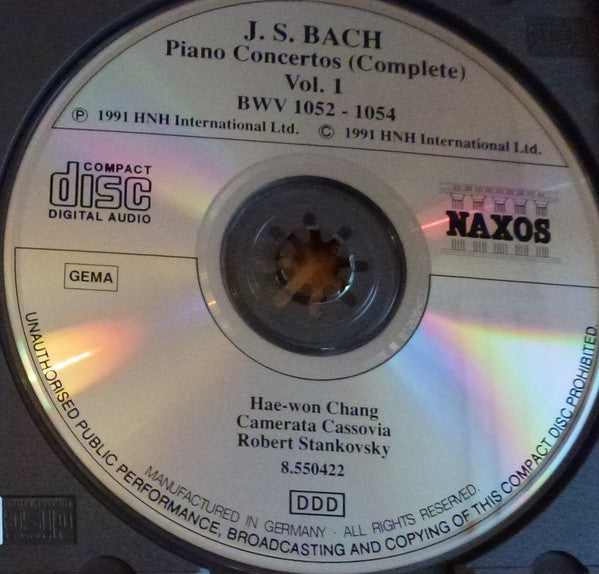 J. S. BACH
Piano Concertos (Complete)
Vol. 1
BWV 1052 - 1054
Ⓟ 1991 HNH International Ltd. © 1991 HNH International Ltd.
COMPACT
disc
DIGITAL AUDIO
NAXOS
GEMA
Hae-won Chang
Camerata Cassovia
Robert Stankovsky
8.550422
DDD
MANUFACTURED IN GERMANY · ALL RIGHTS RESERVED.
UNAUTHORISED PUBLIC PERFORMANCE, BROADCASTING AND COPYING OF THIS COMPACT DISC PROHIBITED.